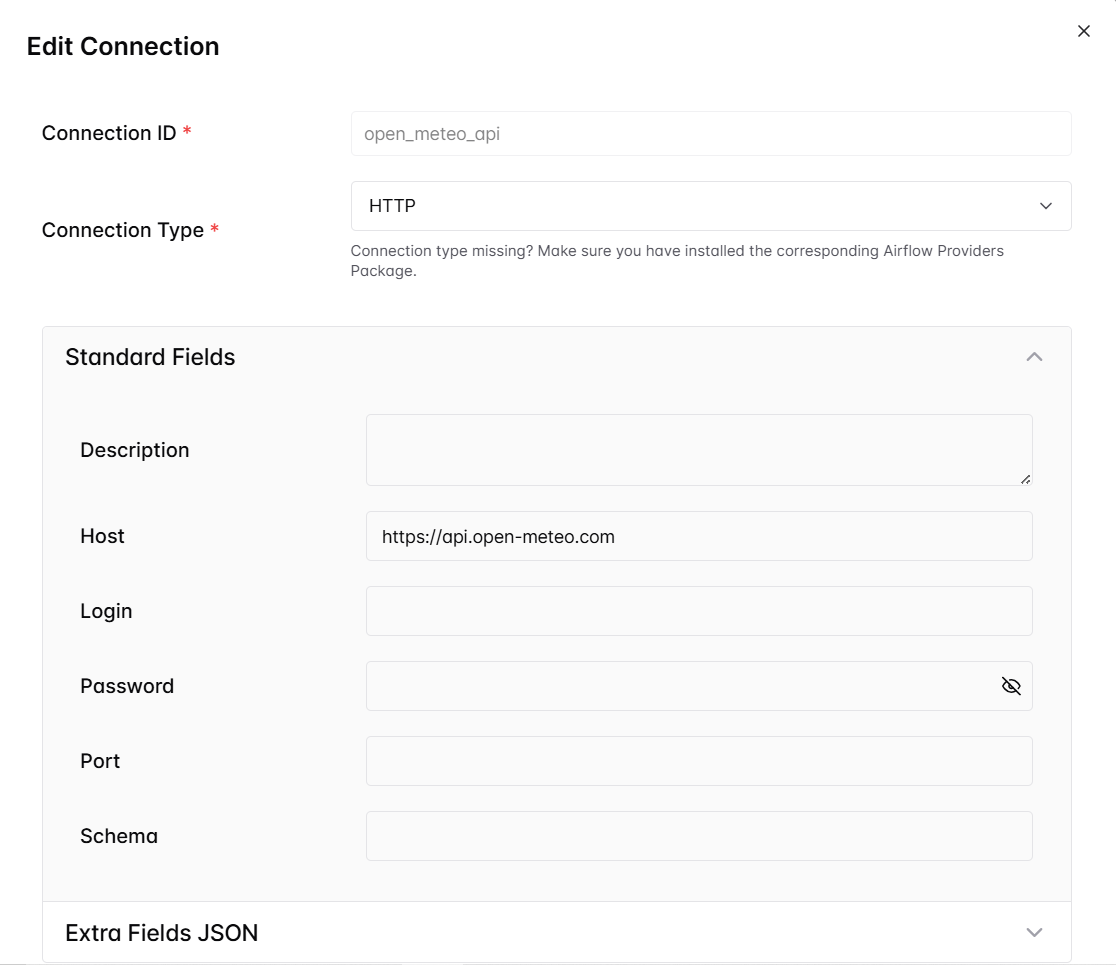 Edit Connection
Connection ID *
open_meteo_api
Connection Type *
HTTP
Connection type missing? Make sure you have installed the corresponding Airflow Providers
Package.
Standard Fields
Description
Host
https://api.open-meteo.com
Login
Password
Port
Schema
Extra Fields JSON